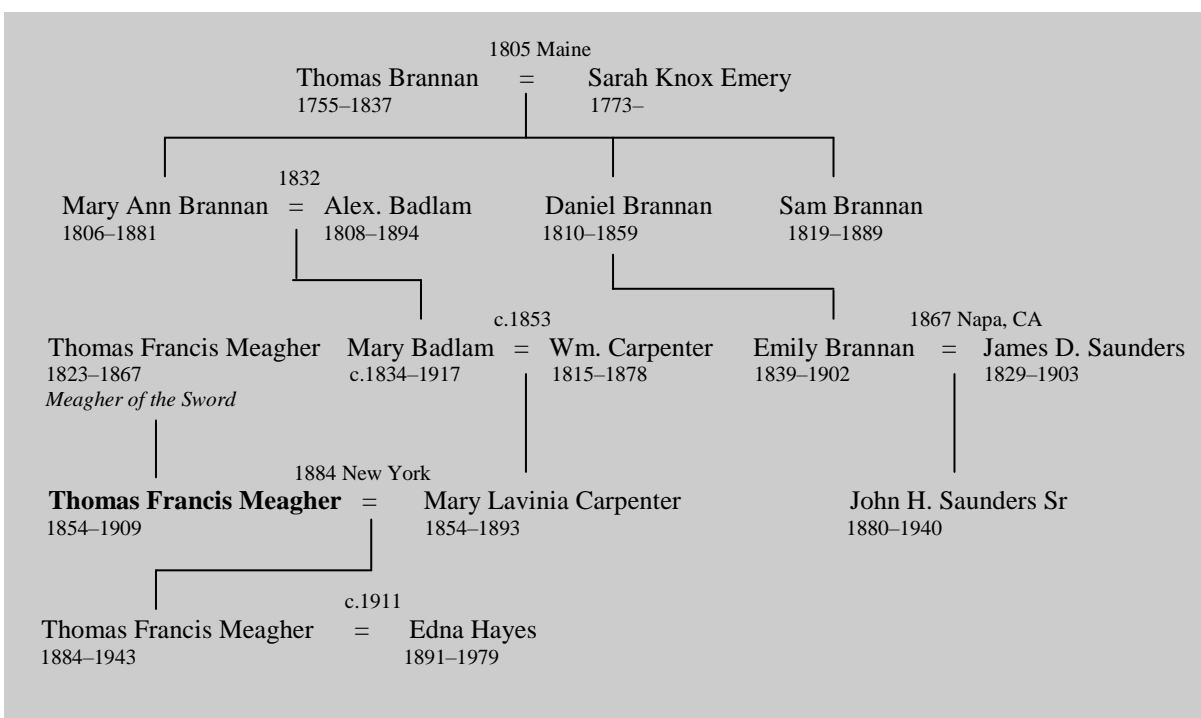 1805 Maine
Thomas Brannan = Sarah Knox Emery
1755–1837 1773–
1832
Mary Ann Brannan = Alex. Badlam Daniel Brannan Sam Brannan
1806–1881 1808–1894 1810–1859 1819–1889
c.1853 1867 Napa, CA
Thomas Francis Meagher Mary Badlam = Wm. Carpenter Emily Brannan = James D. Saunders
1823–1867 c.1834–1917 1815–1878 1839–1902 1829–1903
Meagher of the Sword
1884 New York
Thomas Francis Meagher = Mary Lavinia Carpenter John H. Saunders Sr
1854–1909 1854–1893 1880–1940
c.1911
Thomas Francis Meagher = Edna Hayes
1884–1943 1891–1979